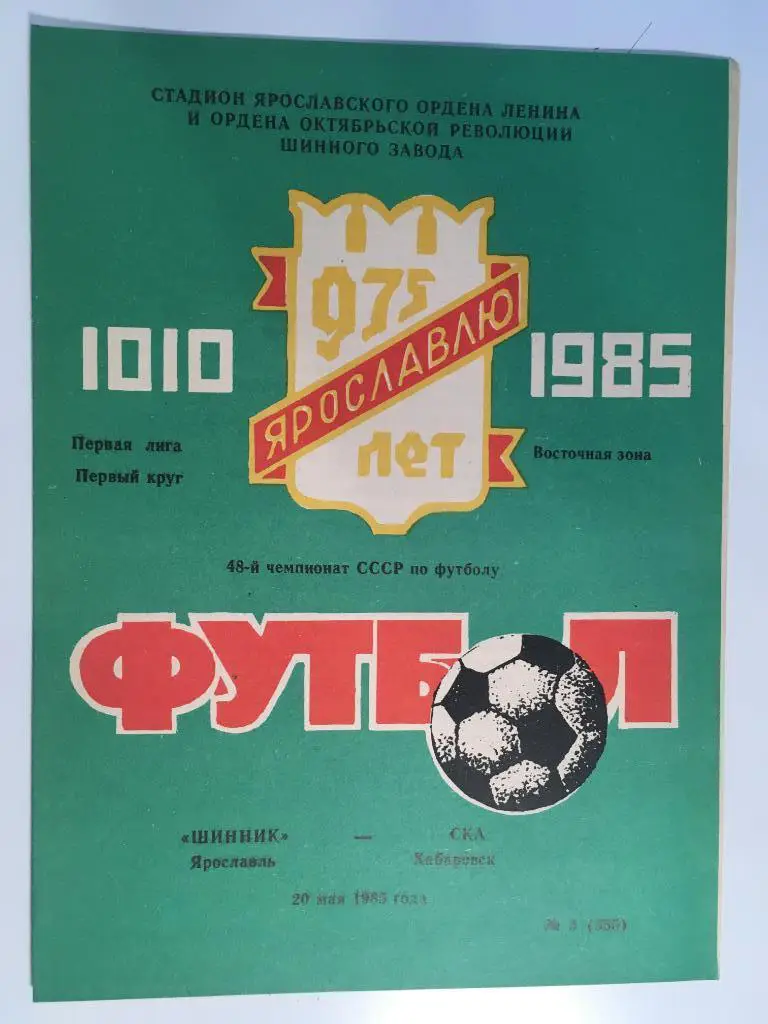 СТАДИОН ЯРОСЛАВСКОГО ОРДЕНА ЛЕНИНА
И ОРДЕНА ОКТЯБРЬСКОЙ РЕВОЛЮЦИИ
ШИННОГО ЗАВОДА
975
ЯРОСЛАВЛЮ
лет
1010
1985
Первая лига
Первый круг
Восточная зона
48-й чемпионат СССР по футболу
ФУТБОЛ
«ШИННИК» — СКА
Ярославль Хабаровск
20 мая 1985 года
№